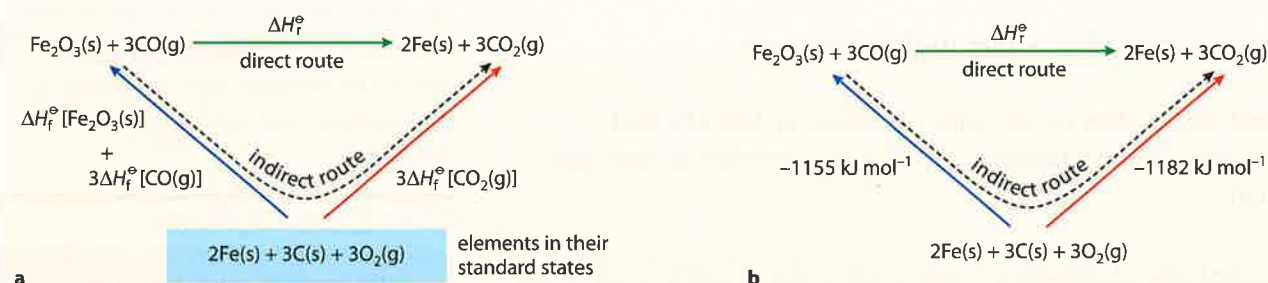 ΔH⊖r
Fe2O3(s) + 3CO(g)
2Fe(s) + 3CO2(g)
direct route
ΔH⊖f [Fe2O3(s)]
+
3ΔH⊖f [CO(g)]
indirect route
3ΔH⊖f [CO2(g)]
2Fe(s) + 3C(s) + 3O2(g)
elements in their
standard states
a
ΔH⊖r
Fe2O3(s) + 3CO(g)
2Fe(s) + 3CO2(g)
direct route
–1155 kJ mol–1
indirect route
–1182 kJ mol–1
2Fe(s) + 3C(s) + 3O2(g)
b